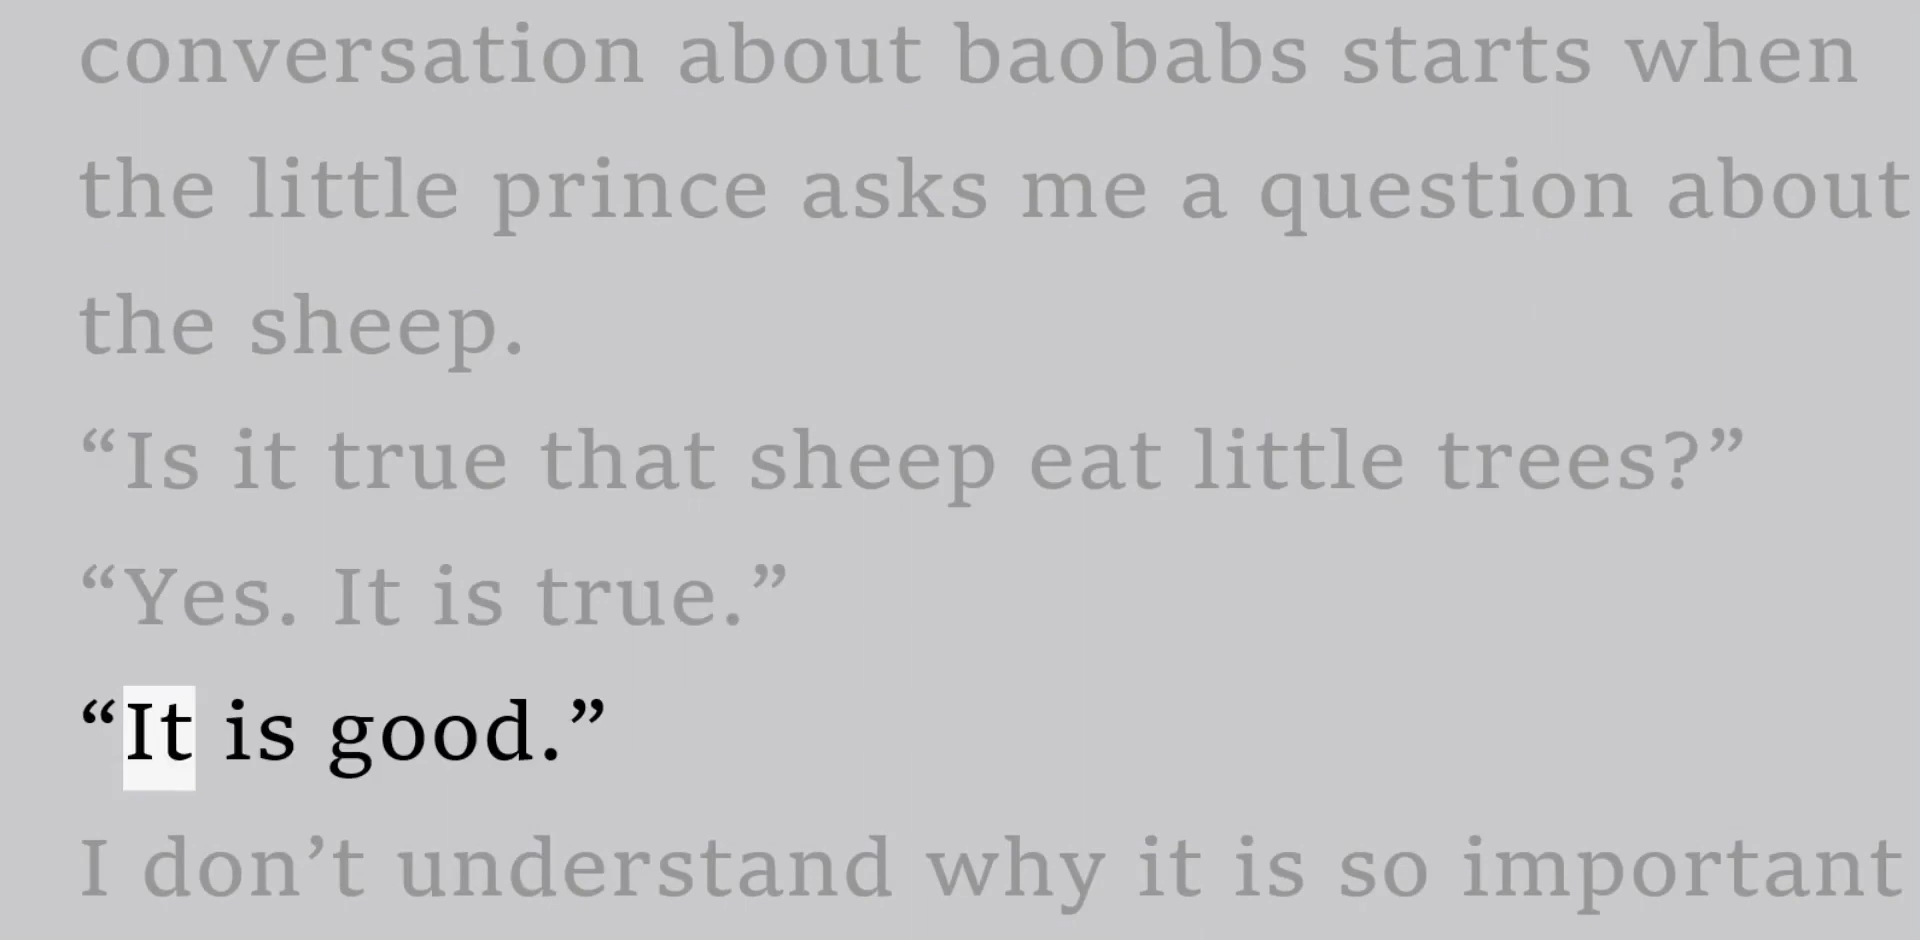 conversation about baobabs starts when
the little prince asks me a question about
the sheep.
“Is it true that sheep eat little trees?”
“Yes. It is true.”
“It is good.”
I don’t understand why it is so important